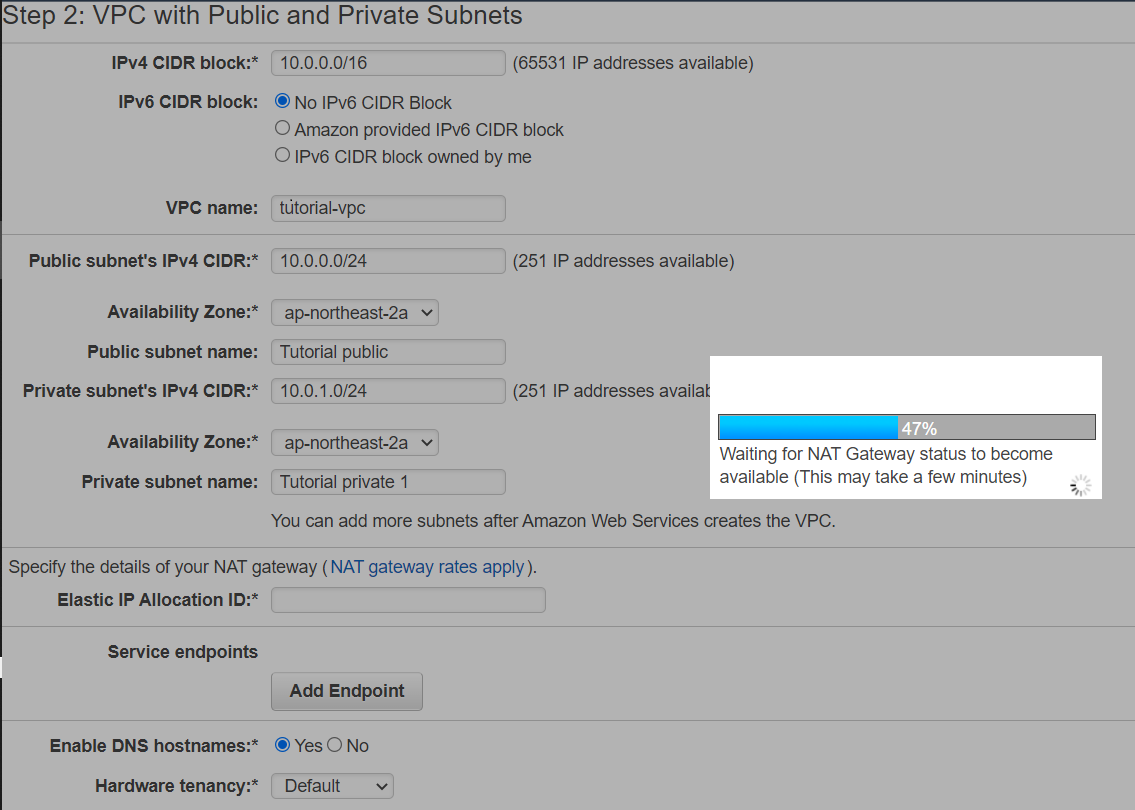 Step 2: VPC with Public and Private Subnets
IPv4 CIDR block:* 10.0.0.0/16 (65531 IP addresses available)
IPv6 CIDR block: No IPv6 CIDR Block
Amazon provided IPv6 CIDR block
IPv6 CIDR block owned by me
VPC name: tutorial-vpc
Public subnet's IPv4 CIDR:* 10.0.0.0/24 (251 IP addresses available)
Availability Zone:* ap-northeast-2a
Public subnet name: Tutorial public
Private subnet's IPv4 CIDR:* 10.0.1.0/24 (251 IP addresses availab
Availability Zone:* ap-northeast-2a
Private subnet name: Tutorial private 1
You can add more subnets after Amazon Web Services creates the VPC.
47%
Waiting for NAT Gateway status to become
available (This may take a few minutes)
Specify the details of your NAT gateway (NAT gateway rates apply).
Elastic IP Allocation ID:*
Service endpoints
Add Endpoint
Enable DNS hostnames:* Yes No
Hardware tenancy:* Default